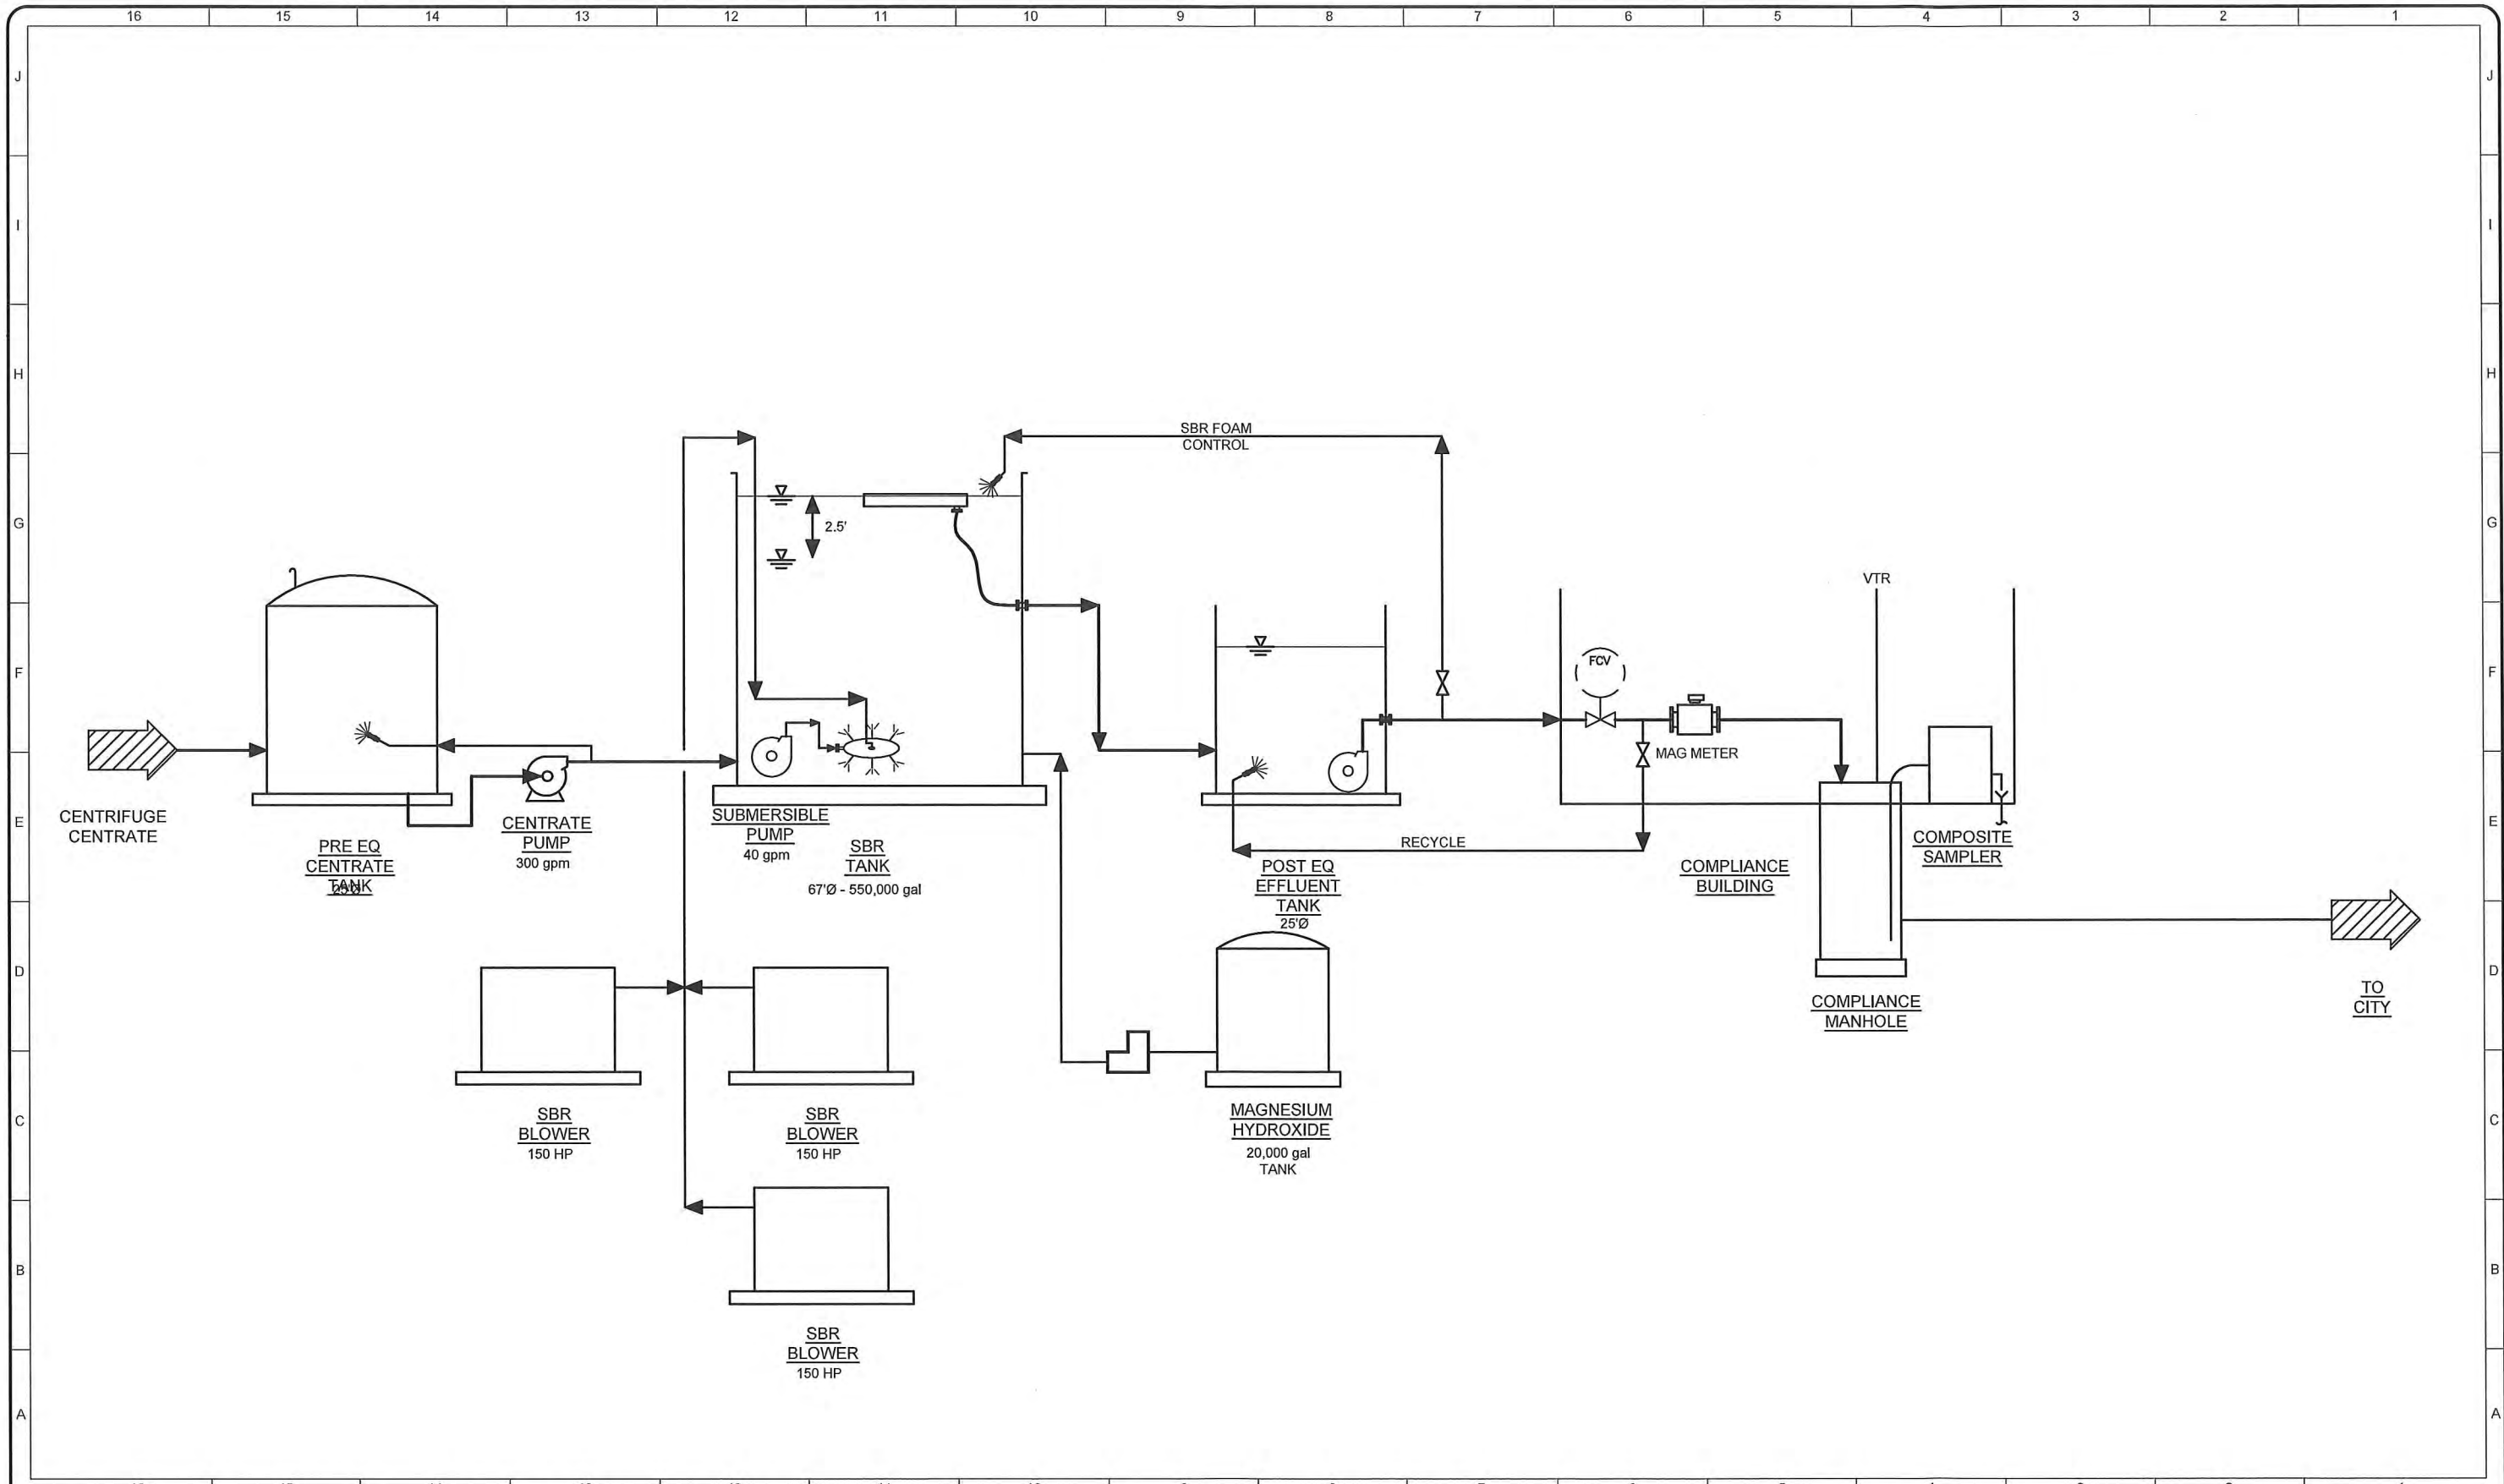 16 15 14 13 12 11 10 9 8 7 6 5 4 3 2 1
J J
I I
H H
G G
F F
E E
D D
C C
B B
A A
SBR FOAM
CONTROL
2.5'
VTR
FCV
MAG METER
CENTRIFUGE
CENTRATE
PRE EQ
CENTRATE
TANK
25'Ø
CENTRATE
PUMP
300 gpm
SUBMERSIBLE
PUMP
40 gpm
SBR
TANK
67'Ø - 550,000 gal
RECYCLE
POST EQ
EFFLUENT
TANK
25'Ø
COMPLIANCE
BUILDING
COMPOSITE
SAMPLER
COMPLIANCE
MANHOLE
TO
CITY
SBR
BLOWER
150 HP
SBR
BLOWER
150 HP
MAGNESIUM
HYDROXIDE
20,000 gal
TANK
SBR
BLOWER
150 HP